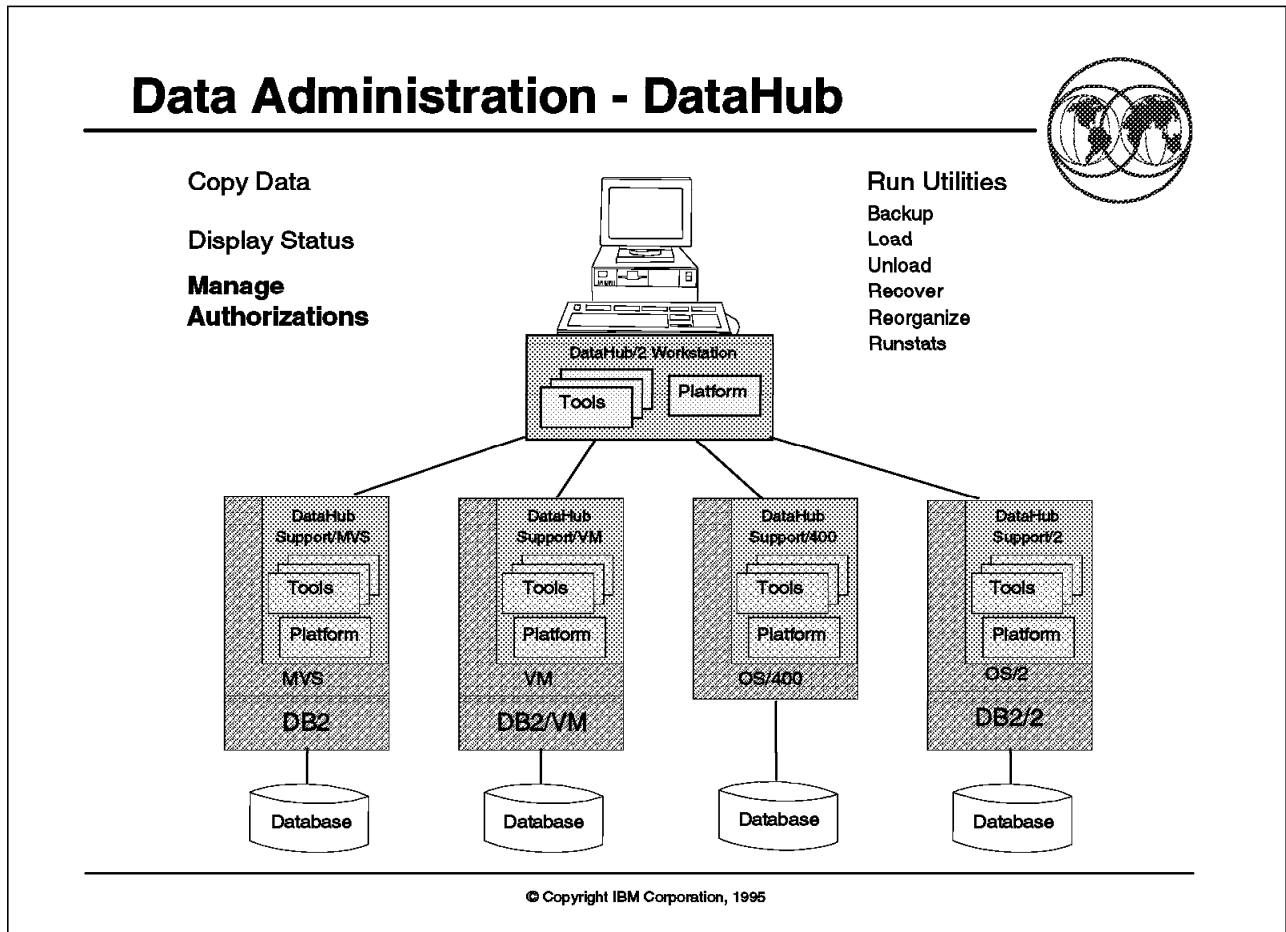 Data Administration - DataHub
Copy Data
Display Status
Manage
Authorizations
Run Utilities
Backup
Load
Unload
Recover
Reorganize
Runstats
DataHub/2 Workstation
Tools
Platform
DataHub
Support/MVS
Tools
Platform
MVS
DB2
Database
DataHub
Support/VM
Tools
Platform
VM
DB2/VM
Database
DataHub
Support/400
Tools
Platform
OS/400
Database
DataHub
Support/2
Tools
Platform
OS/2
DB2/2
Database
© Copyright IBM Corporation, 1995